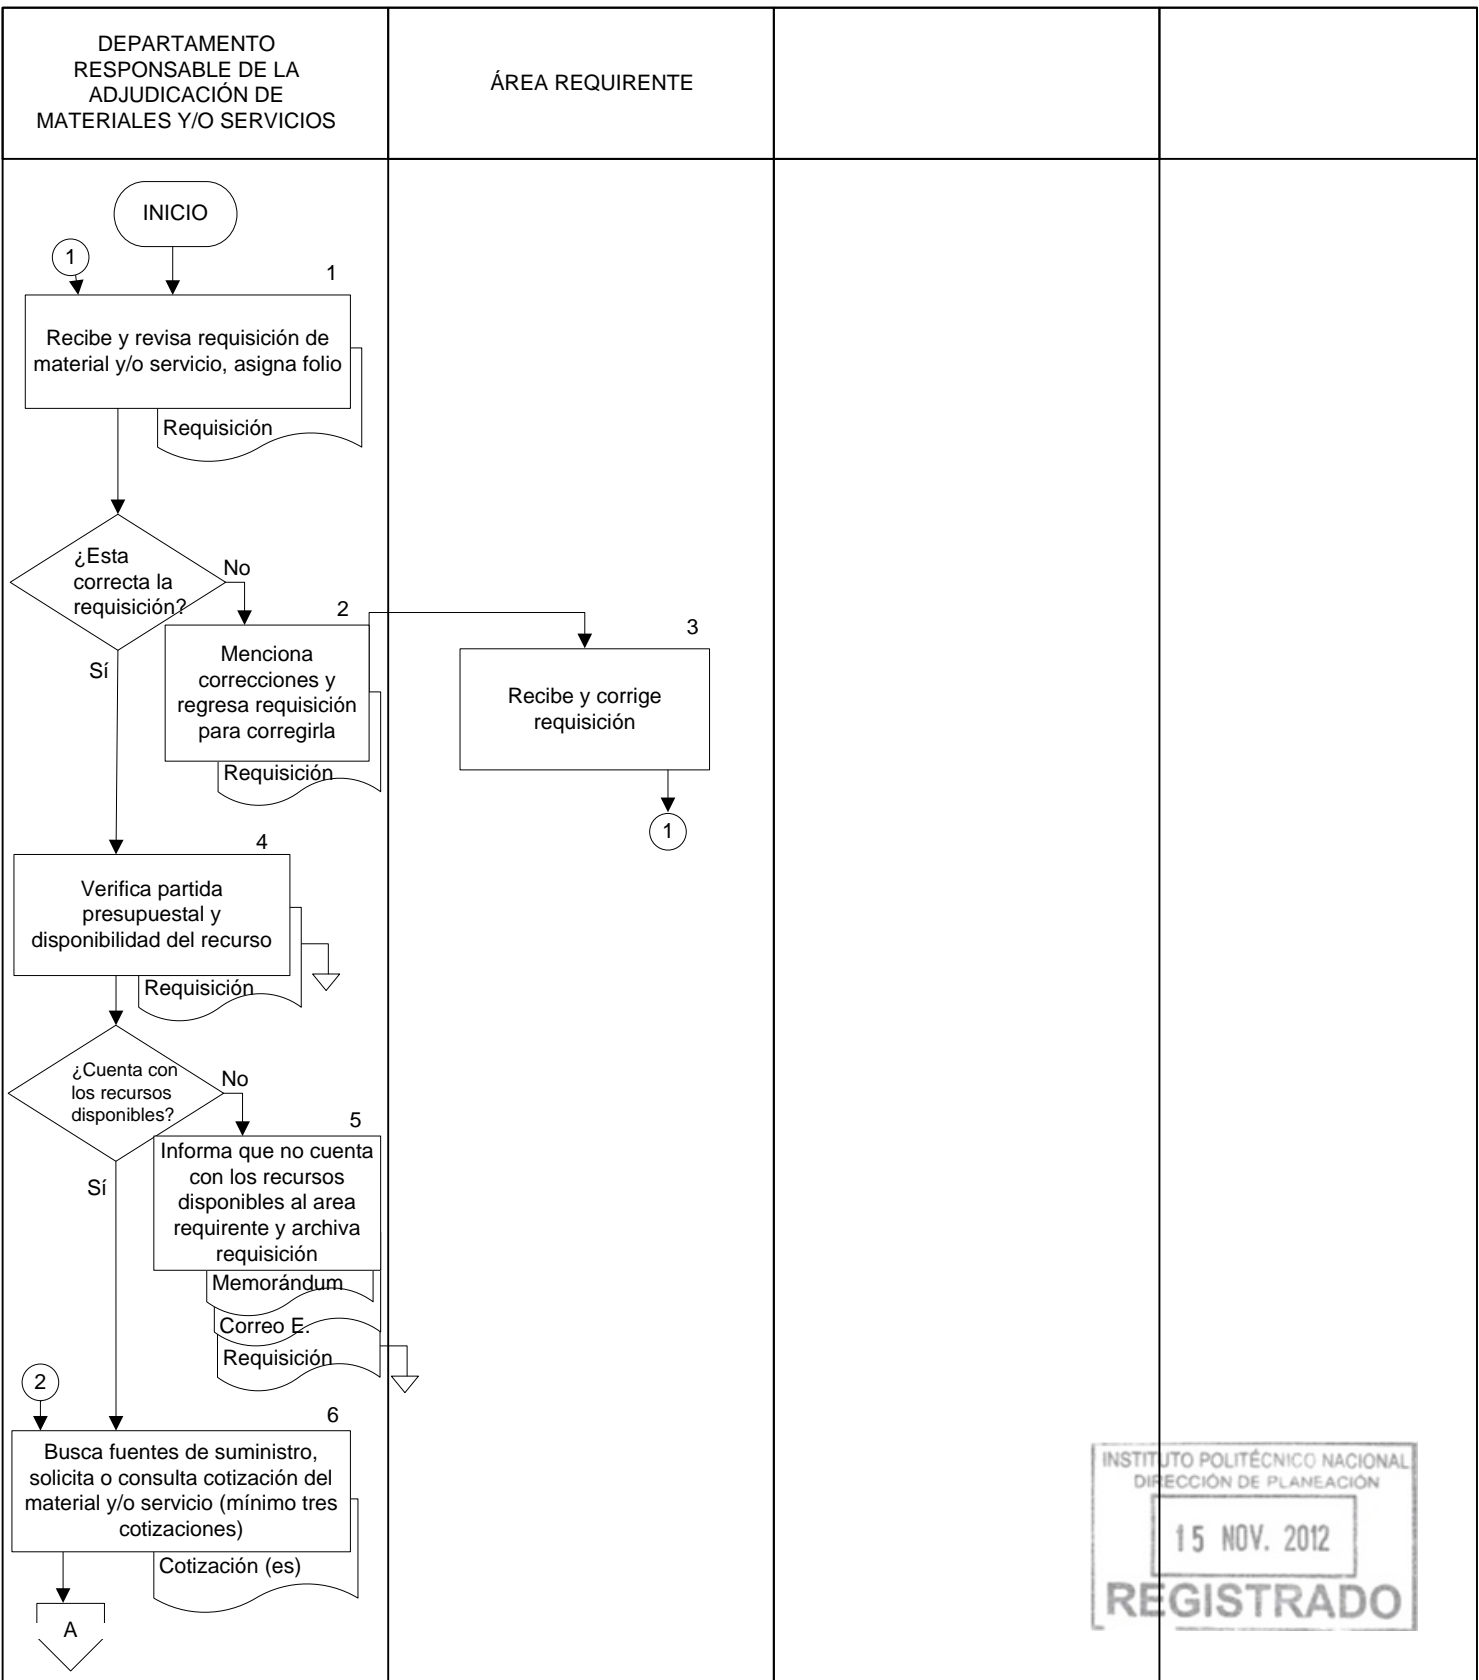 DEPARTAMENTO
RESPONSABLE DE LA
ADJUDICACIÓN DE
MATERIALES Y/O SERVICIOS
ÁREA REQUIRENTE
INICIO
1
1
Recibe y revisa requisición de
material y/o servicio, asigna folio
Requisición
¿Esta
correcta la
requisición?
No
Sí
2
Menciona
correcciones y
regresa requisición
para corregirla
Requisición
3
Recibe y corrige
requisición
1
4
Verifica partida
presupuestal y
disponibilidad del recurso
Requisición
¿Cuenta con
los recursos
disponibles?
No
Sí
5
Informa que no cuenta
con los recursos
disponibles al area
requirente y archiva
requisición
Memorándum
Correo E.
Requisición
2
6
Busca fuentes de suministro,
solicita o consulta cotización del
material y/o servicio (mínimo tres
cotizaciones)
Cotización (es)
A
INSTITUTO POLITÉCNICO NACIONAL
DIRECCIÓN DE PLANEACIÓN
15 NOV. 2012
REGISTRADO